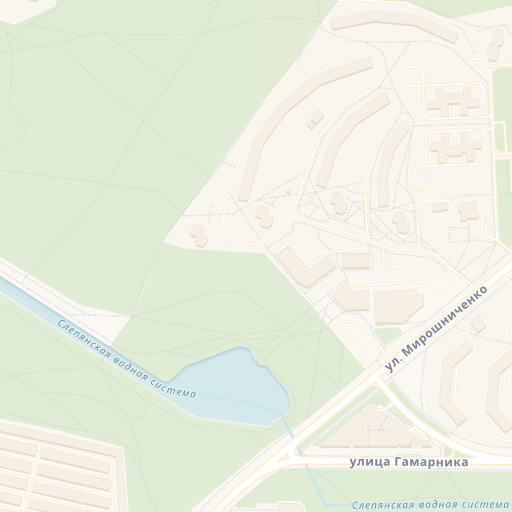 ул. Мирошниченко
Слепянская водная система
улица Гамарника
Слепянская водная система